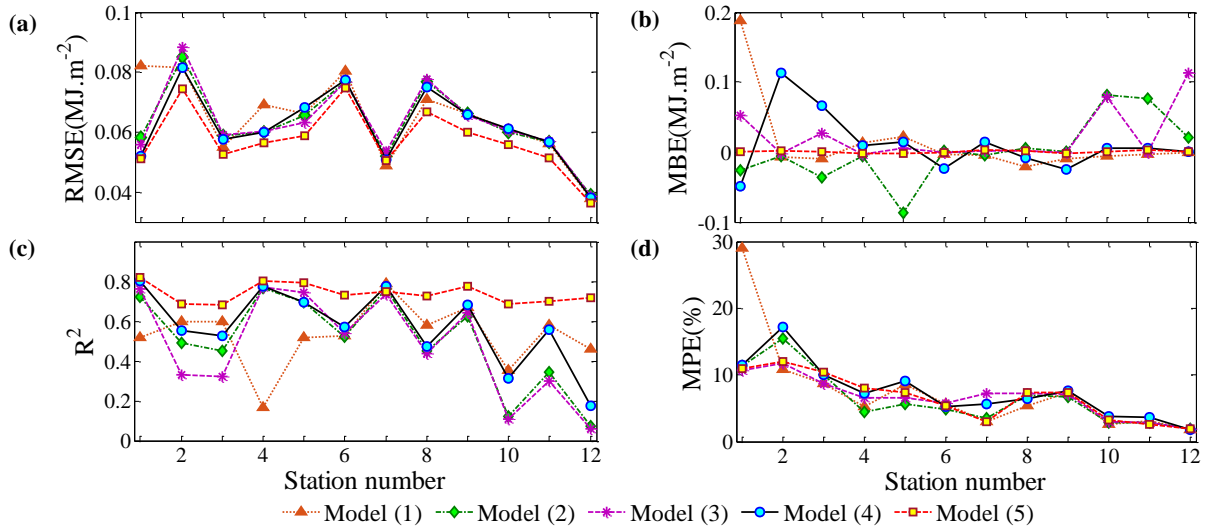 (a)
RMSE(MJ.m⁻²)
0.1
0.08
0.06
0.04
(b)
MBE(MJ.m⁻²)
0.2
0.1
0
-0.1
(c)
R²
0.8
0.6
0.4
0.2
0
2 4 6 8 10 12
Station number
(d)
MPE(%)
30
20
10
0
2 4 6 8 10 12
Station number
Model (1) Model (2) Model (3) Model (4) Model (5)